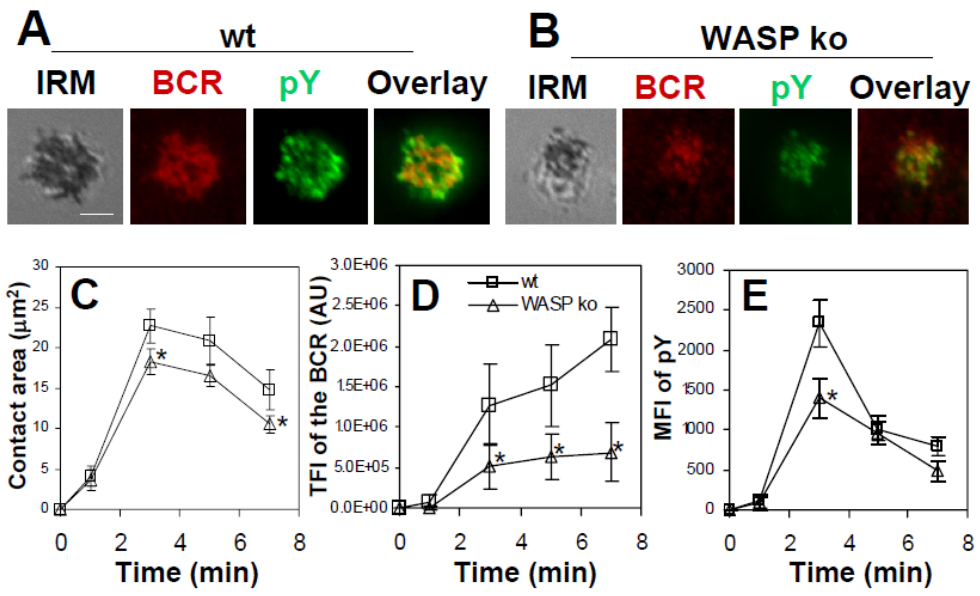 A
wt
IRM BCR pY Overlay
B
WASP ko
IRM BCR pY Overlay
C
Contact area (μm²)
30
25
20
15
10
5
0
0 2 4 6 8
Time (min)
D
wt
WASP ko
TFI of the BCR (AU)
3.0E+06
2.5E+06
2.0E+06
1.5E+06
1.0E+06
5.0E+05
0.0E+00
* * *
0 2 4 6 8
Time (min)
E
MFI of pY
3000
2500
2000
1500
1000
500
0
*
0 2 4 6 8
Time (min)
* *